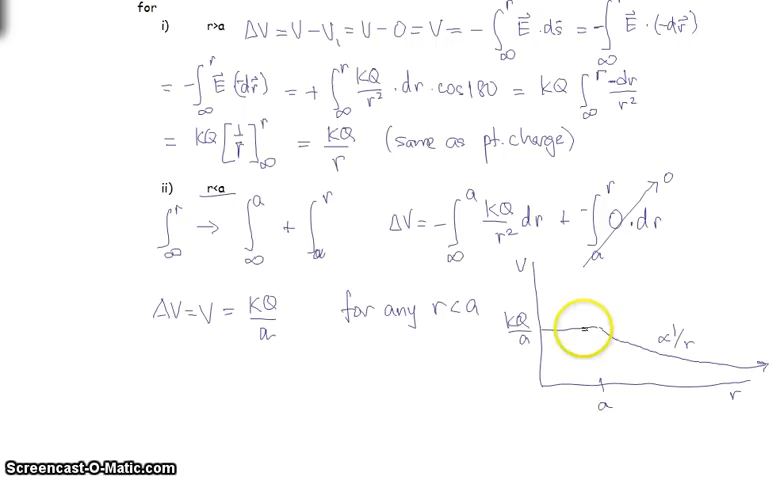 for
i) r>a ΔV = V - V₁ = V - 0 = V = - ∫_∞^r E⃗ · ds⃗ = - ∫_∞^r E⃗ · (-dr⃗)
= - ∫_∞^r E⃗ (-dr⃗) = + ∫_∞^r KQ/r² · dr · cos180 = KQ ∫_∞^r -dr/r²
= KQ [1/r]_∞^r = KQ/r (same as pt. charge)
ii) r<a
∫_∞^r → ∫_∞^a + ∫_a^r ΔV = - ∫_∞^a KQ/r² dr + - ∫_a^r 0 · dr 0
ΔV = V = KQ/a for any r < a
V
KQ/a
∝ 1/r
a
r
Screencast-O-Matic.com